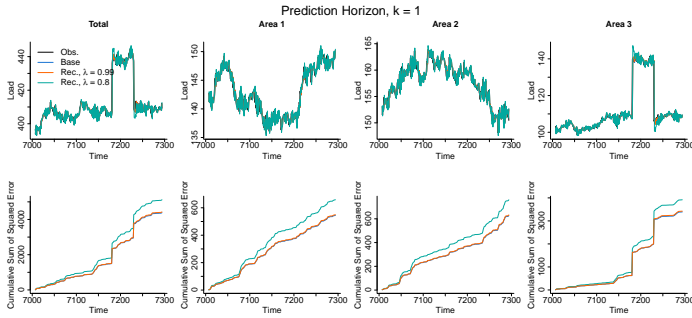 Prediction Horizon, k = 1
Total
Area 1
Area 2
Area 3
Obs.
Base
Rec., λ = 0.99
Rec., λ = 0.8
Load
400
420
440
7000
7100
7200
7300
Time
Load
135
140
145
150
7000
7100
7200
7300
Time
Load
150
155
160
165
7000
7100
7200
7300
Time
Load
100
120
140
7000
7100
7200
7300
Time
Cumulative Sum of Squared Error
0
2000
4000
7000
7100
7200
7300
Time
Cumulative Sum of Squared Error
0
200
400
600
7000
7100
7200
7300
Time
Cumulative Sum of Squared Error
0
200
400
600
7000
7100
7200
7300
Time
Cumulative Sum of Squared Error
0
1000
3000
7000
7100
7200
7300
Time